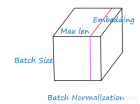 Embedding
Max len
Batch Size
Batch Normalization